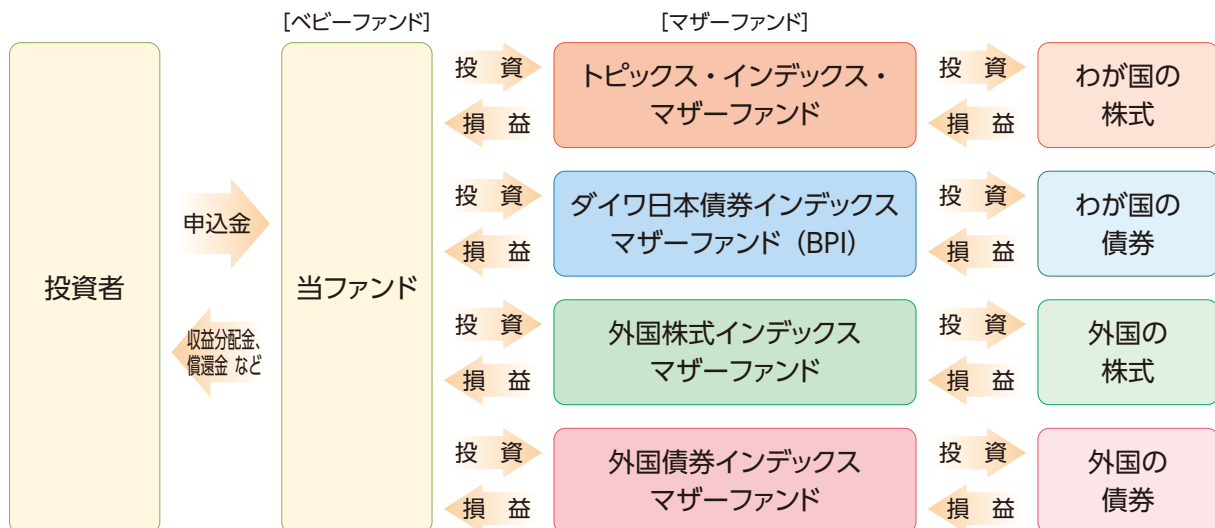 [ベビーファンド]
[マザーファンド]
投資者
申込金
収益分配金、
償還金 など
当ファンド
投 資
損 益
トピックス・インデックス・
マザーファンド
投 資
損 益
わが国の
株式
投 資
損 益
ダイワ日本債券インデックス
マザーファンド（BPI）
投 資
損 益
わが国の
債券
投 資
損 益
外国株式インデックス
マザーファンド
投 資
損 益
外国の
株式
投 資
損 益
外国債券インデックス
マザーファンド
投 資
損 益
外国の
債券